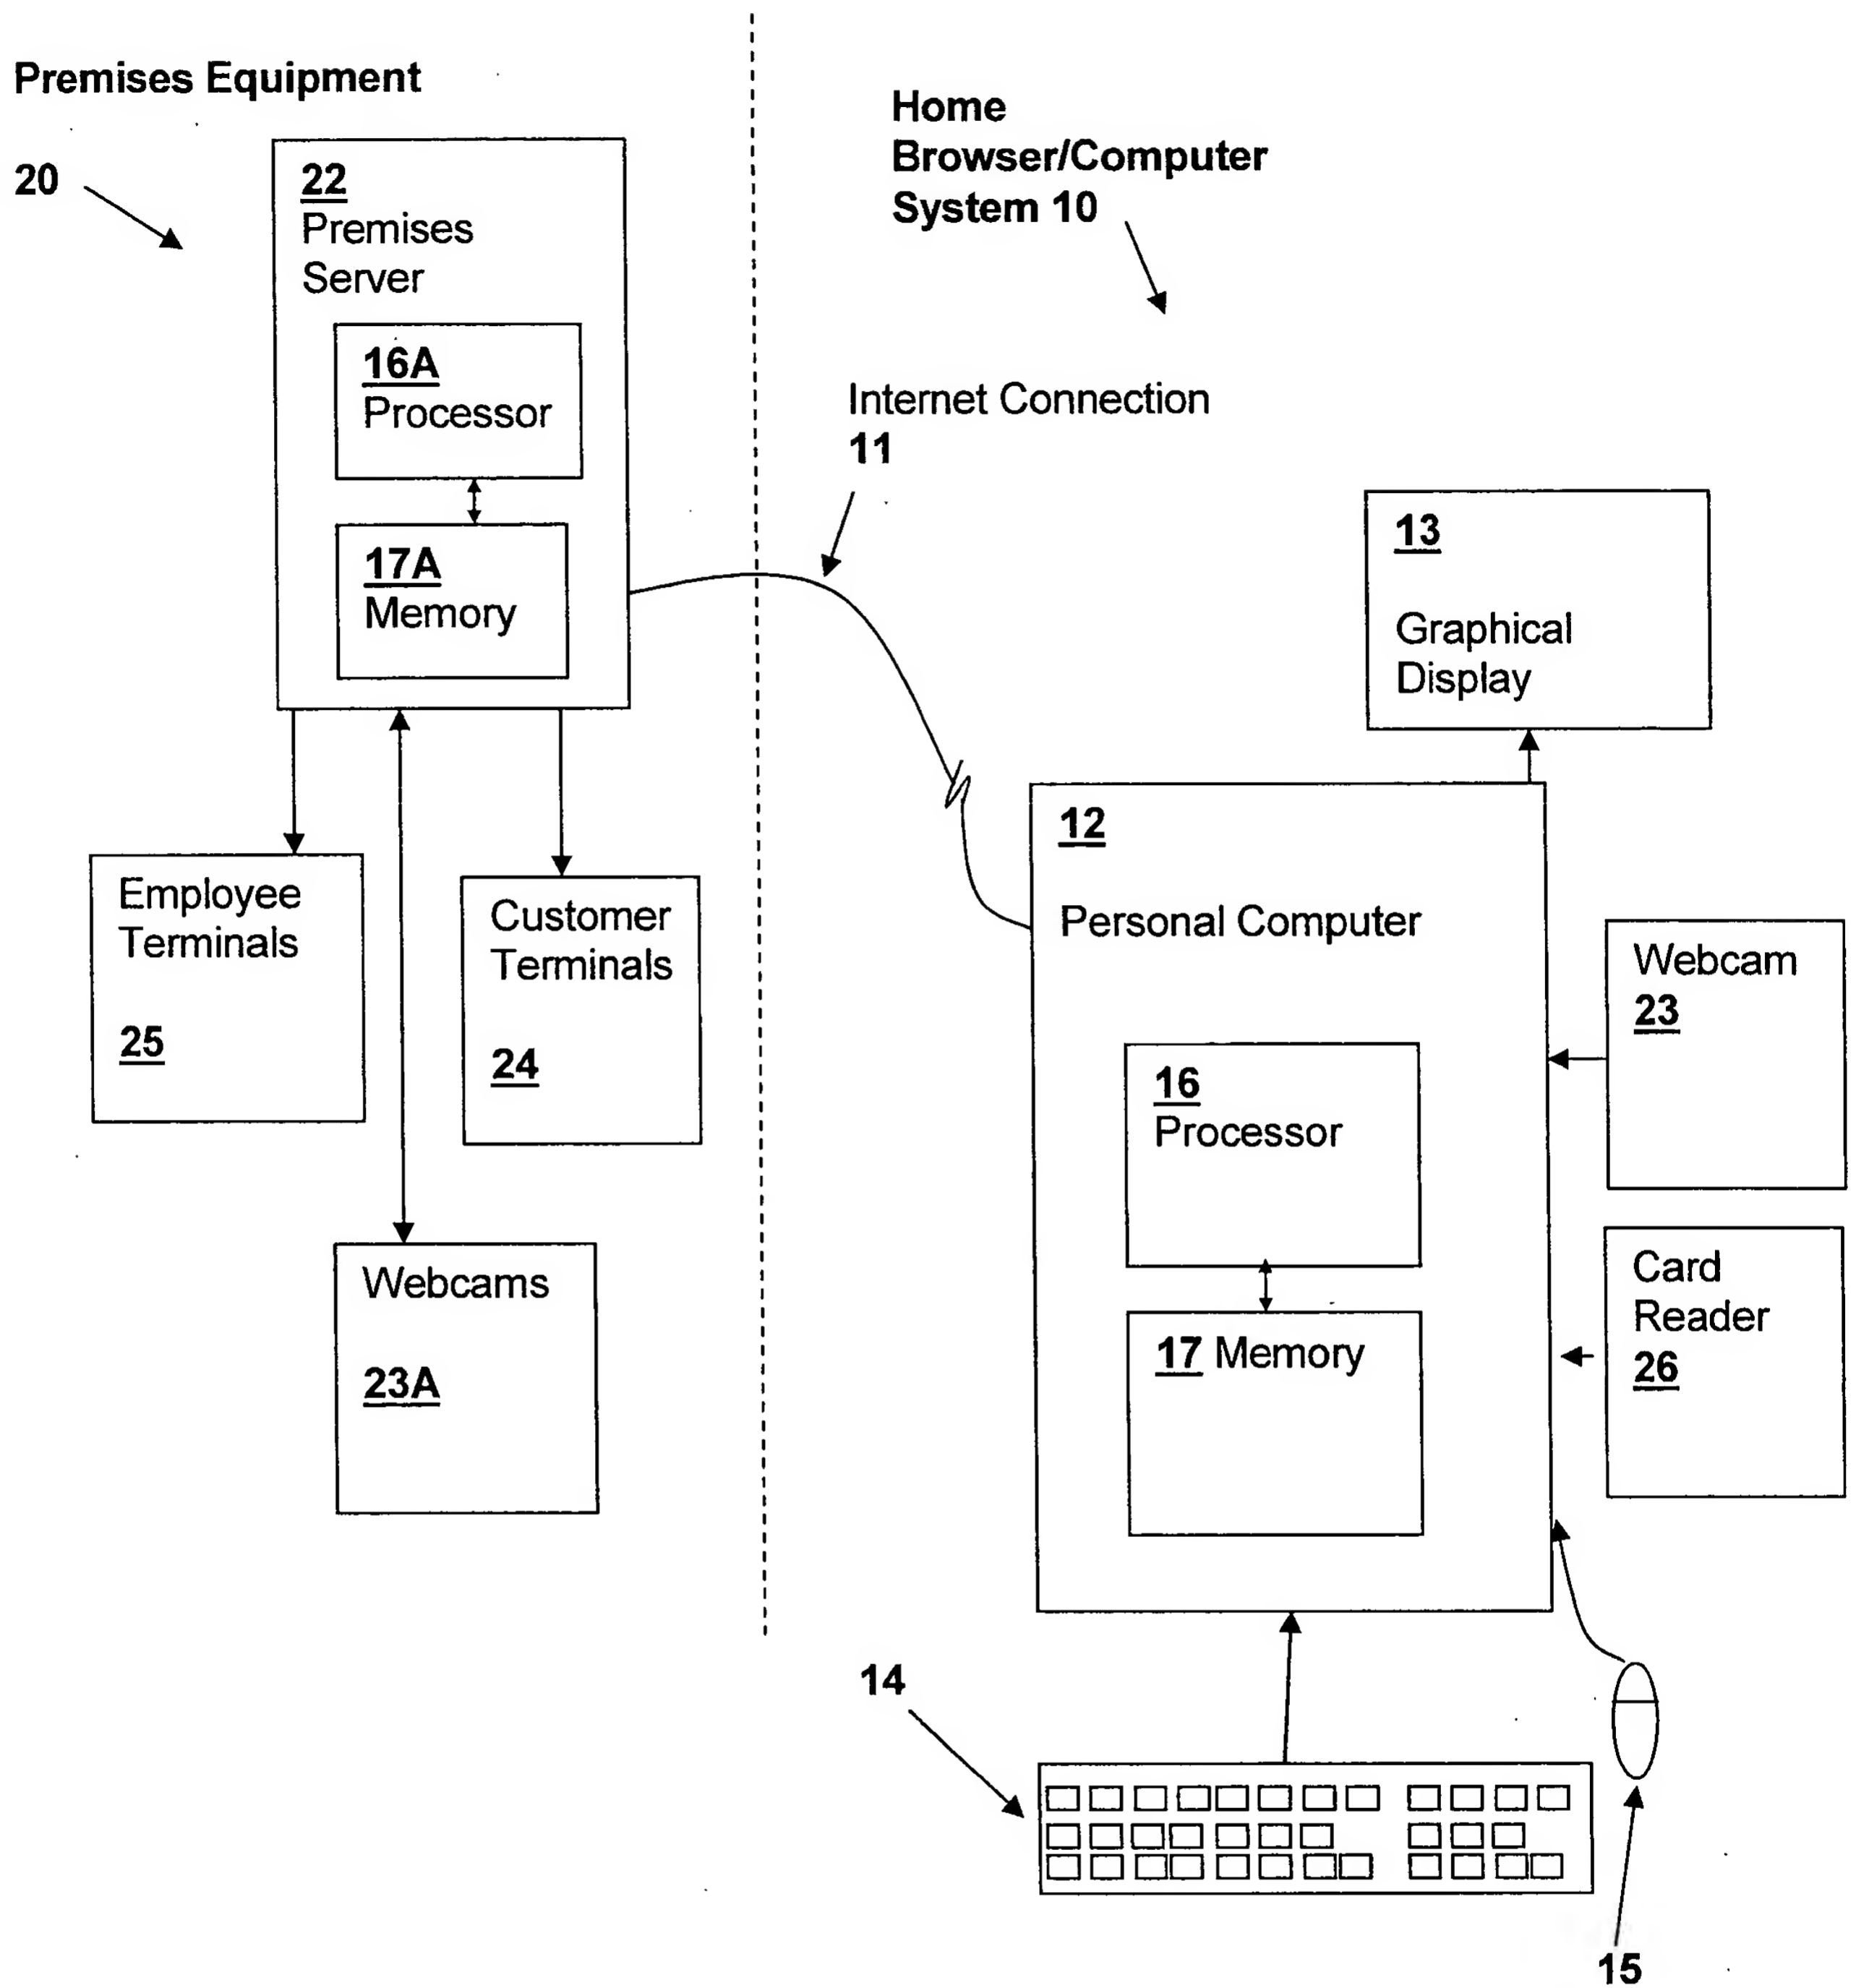 Premises Equipment
20
22
Premises
Server
16A
Processor
17A
Memory
Employee
Terminals
25
Customer
Terminals
24
Webcams
23A
Home
Browser/Computer
System 10
Internet Connection
11
13
Graphical
Display
12
Personal Computer
16
Processor
17 Memory
Webcam
23
Card
Reader
26
14
15